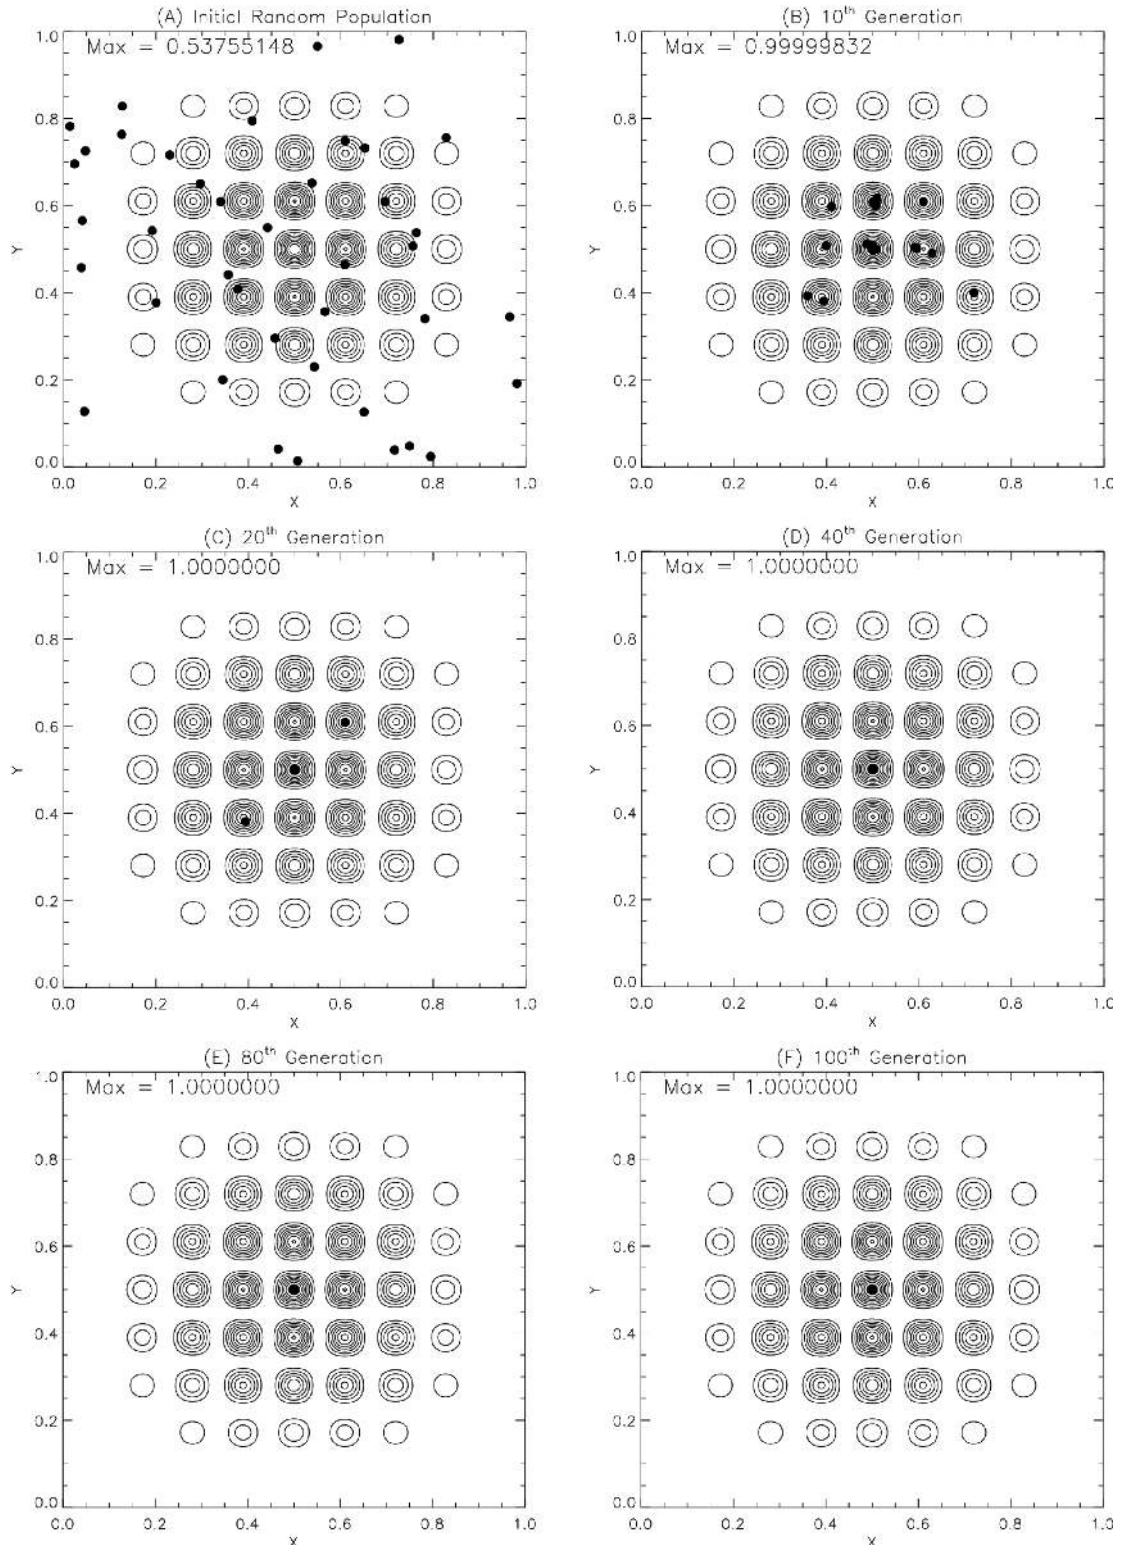 (A) Initial Random Population
Max = 0.53755148
1.0
0.8
0.6
Y
0.4
0.2
0.0
0.0 0.2 0.4 0.6 0.8 1.0
X
(B) 10th Generation
Max = 0.99999832
1.0
0.8
0.6
Y
0.4
0.2
0.0
0.0 0.2 0.4 0.6 0.8 1.0
X
(C) 20th Generation
Max = 1.0000000
1.0
0.8
0.6
Y
0.4
0.2
0.0
0.0 0.2 0.4 0.6 0.8 1.0
X
(D) 40th Generation
Max = 1.0000000
1.0
0.8
0.6
Y
0.4
0.2
0.0
0.0 0.2 0.4 0.6 0.8 1.0
X
(E) 80th Generation
Max = 1.0000000
1.0
0.8
0.6
Y
0.4
0.2
0.0
0.0 0.2 0.4 0.6 0.8 1.0
X
(F) 100th Generation
Max = 1.0000000
1.0
0.8
0.6
Y
0.4
0.2
0.0
0.0 0.2 0.4 0.6 0.8 1.0
X